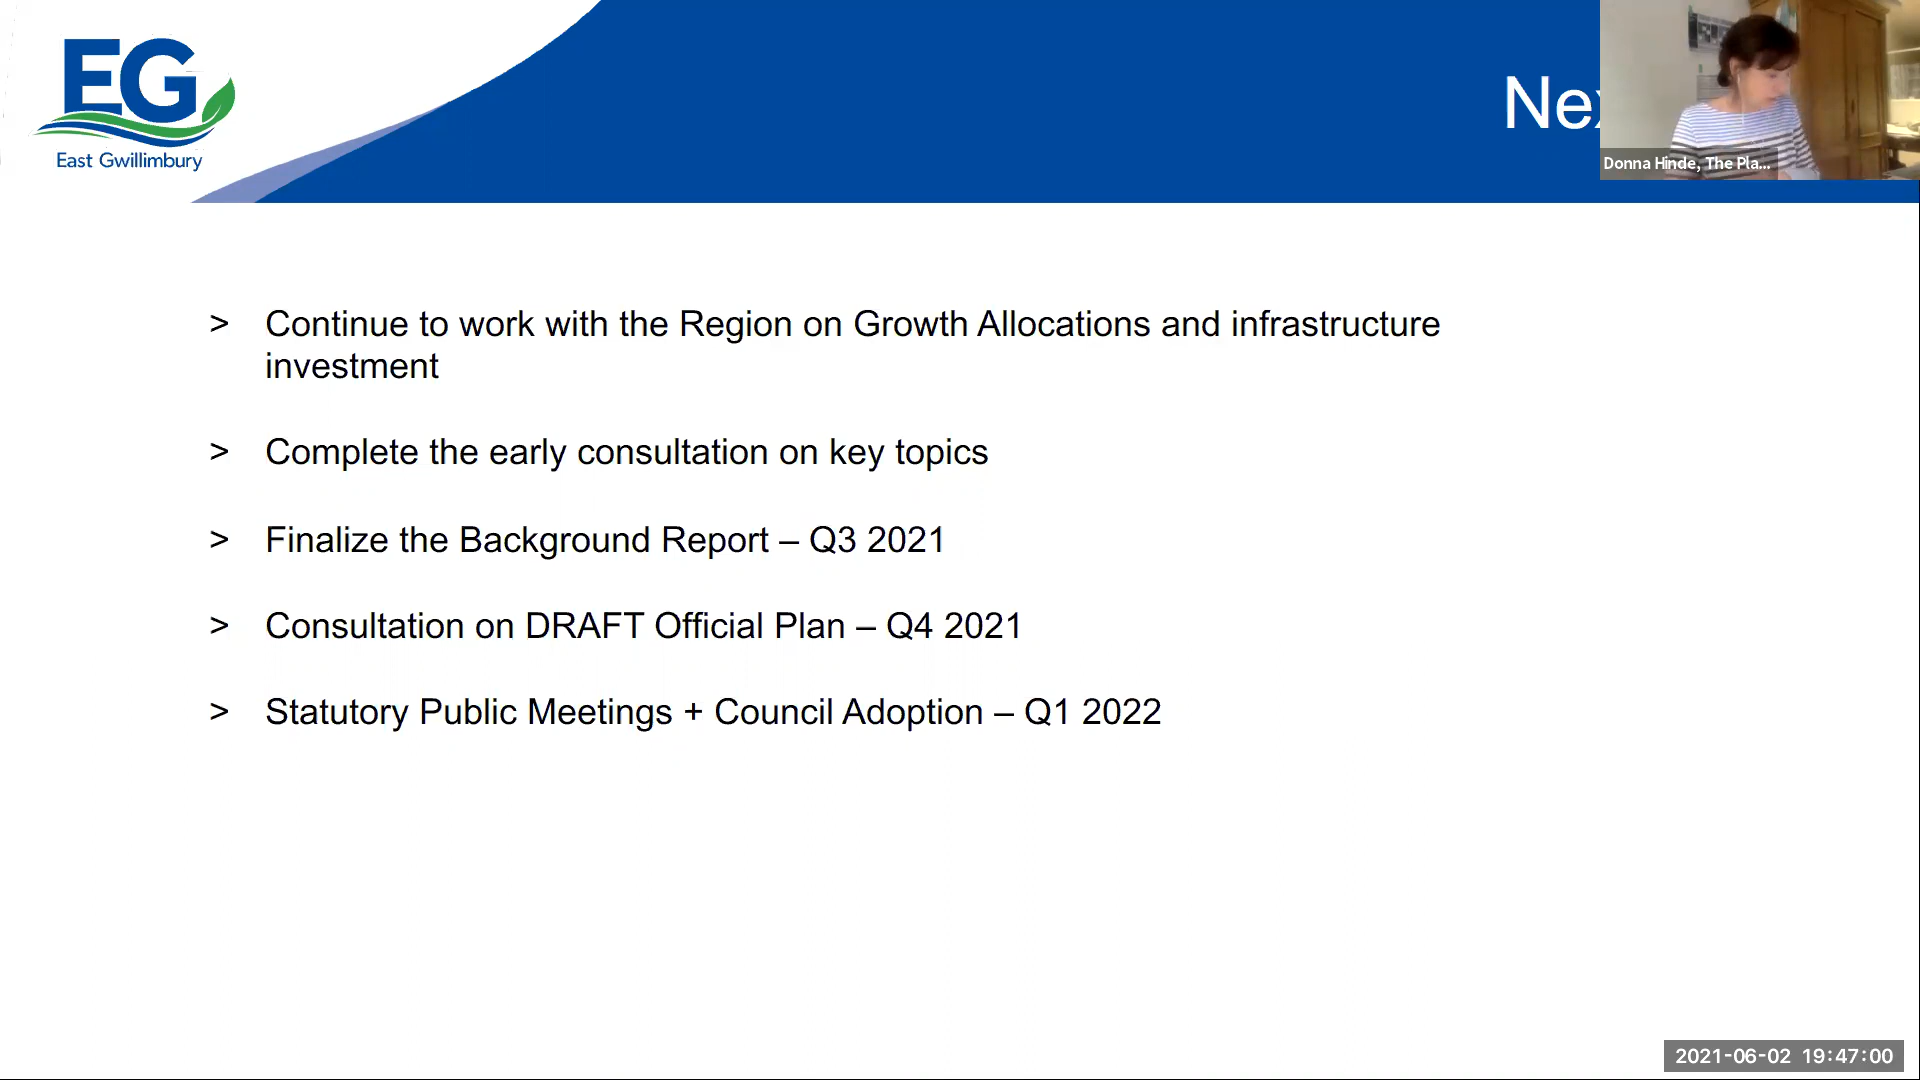 EG
East Gwillimbury
Donna Hinde, The Pla...
> Continue to work with the Region on Growth Allocations and infrastructure
investment
> Complete the early consultation on key topics
> Finalize the Background Report – Q3 2021
> Consultation on DRAFT Official Plan – Q4 2021
> Statutory Public Meetings + Council Adoption – Q1 2022
2021-06-02 19:47:00